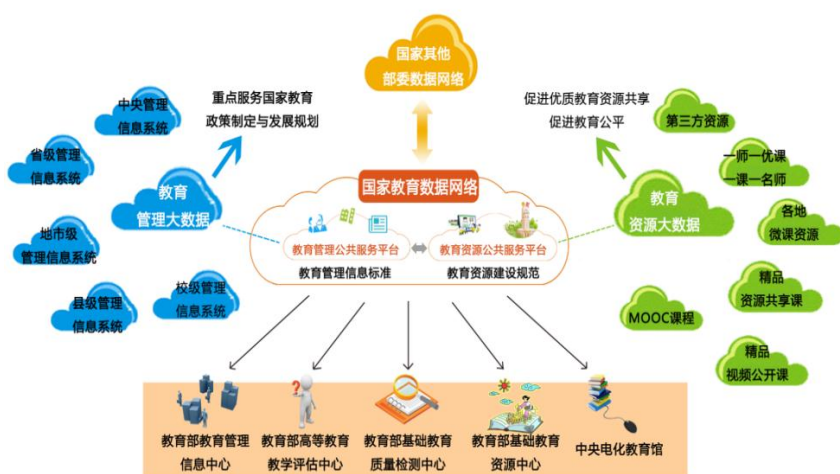 国家其他
部委数据网络
重点服务国家教育
政策制定与发展规划
促进优质教育资源共享
促进教育公平
中央管理
信息系统
省级管理
信息系统
地市级
管理信息系统
县级管理
信息系统
校级管理
信息系统
教育
管理大数据
国家教育数据网络
教育管理公共服务平台
教育管理信息标准
教育资源公共服务平台
教育资源建设规范
教育
资源大数据
第三方资源
一师一优课
一课一名师
各地
微课资源
精品
资源共享课
MOOC课程
精品
视频公开课
教育部教育管理
信息中心
教育部高等教育
教学评估中心
教育部基础教育
质量检测中心
教育部基础教育
资源中心
中央电化教育馆